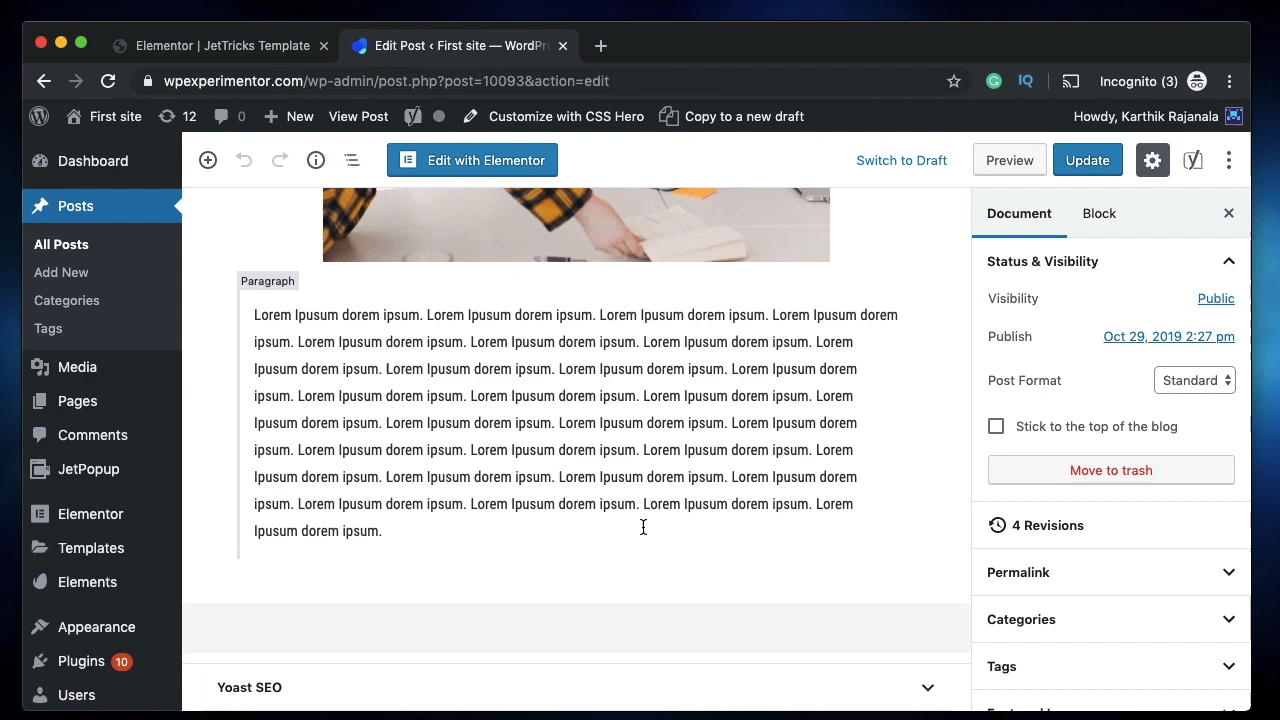 Elementor | JetTricks Template
Edit Post ‹ First site — WordPr
wpexperimentor.com/wp-admin/post.php?post=10093&action=edit
IQ
Incognito (3)
First site
12
0
New
View Post
Customize with CSS Hero
Copy to a new draft
Howdy, Karthik Rajanala
Dashboard
Posts
All Posts
Add New
Categories
Tags
Media
Pages
Comments
JetPopup
Elementor
Templates
Elements
Appearance
Plugins 10
Users
Edit with Elementor
Switch to Draft
Preview
Update
Paragraph
Lorem Ipusum dorem ipsum. Lorem Ipusum dorem ipsum. Lorem Ipusum dorem ipsum. Lorem Ipusum dorem
ipsum. Lorem Ipusum dorem ipsum. Lorem Ipusum dorem ipsum. Lorem Ipusum dorem ipsum. Lorem
Ipusum dorem ipsum. Lorem Ipusum dorem ipsum. Lorem Ipusum dorem ipsum. Lorem Ipusum dorem
ipsum. Lorem Ipusum dorem ipsum. Lorem Ipusum dorem ipsum. Lorem Ipusum dorem ipsum. Lorem
Ipusum dorem ipsum. Lorem Ipusum dorem ipsum. Lorem Ipusum dorem ipsum. Lorem Ipusum dorem
ipsum. Lorem Ipusum dorem ipsum. Lorem Ipusum dorem ipsum. Lorem Ipusum dorem ipsum. Lorem
Ipusum dorem ipsum. Lorem Ipusum dorem ipsum. Lorem Ipusum dorem ipsum. Lorem Ipusum dorem
ipsum. Lorem Ipusum dorem ipsum. Lorem Ipusum dorem ipsum. Lorem Ipusum dorem ipsum. Lorem
Ipusum dorem ipsum.
Yoast SEO
Document
Block
Status & Visibility
Visibility
Public
Publish
Oct 29, 2019 2:27 pm
Post Format
Standard
Stick to the top of the blog
Move to trash
4 Revisions
Permalink
Categories
Tags